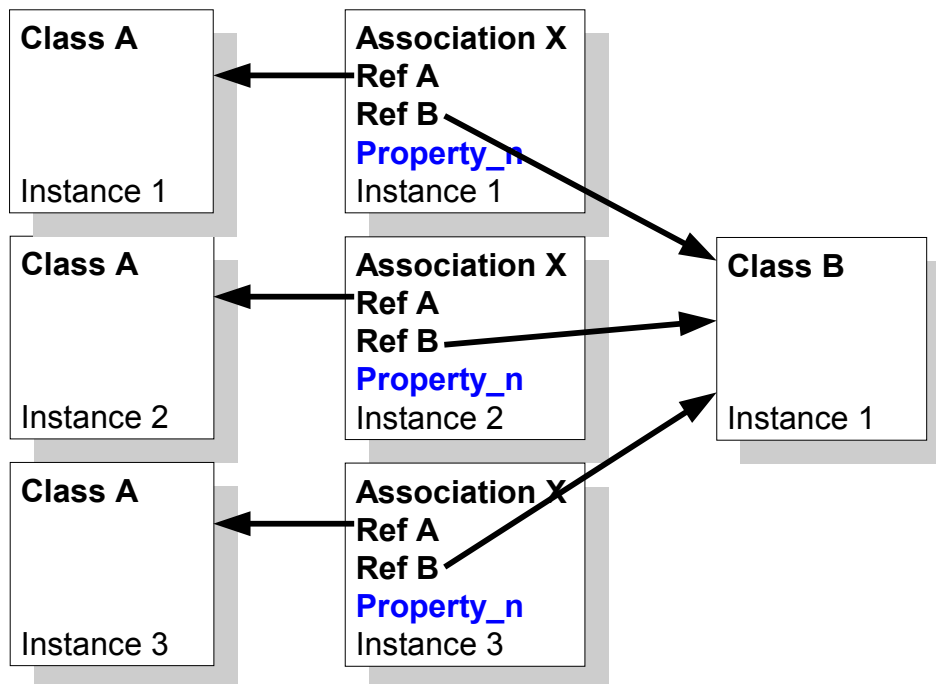 Class A
Instance 1
Association X
Ref A
Ref B
Property_n
Instance 1
Class A
Instance 2
Association X
Ref A
Ref B
Property_n
Instance 2
Class B
Instance 1
Class A
Instance 3
Association X
Ref A
Ref B
Property_n
Instance 3